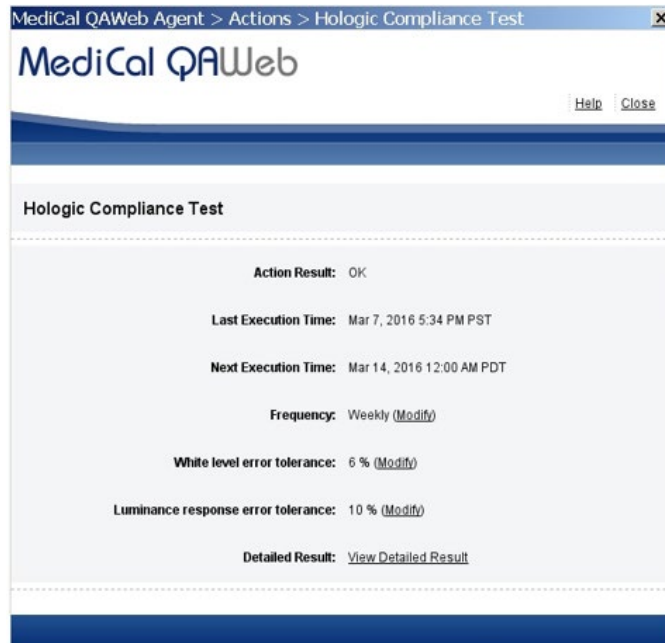 MediCal QAWeb Agent > Actions > Hologic Compliance Test
MediCal QAWeb
Help Close
Hologic Compliance Test
Action Result: OK
Last Execution Time: Mar 7, 2016 5:34 PM PST
Next Execution Time: Mar 14, 2016 12:00 AM PDT
Frequency: Weekly (Modify)
White level error tolerance: 6 % (Modify)
Luminance response error tolerance: 10 % (Modify)
Detailed Result: View Detailed Result